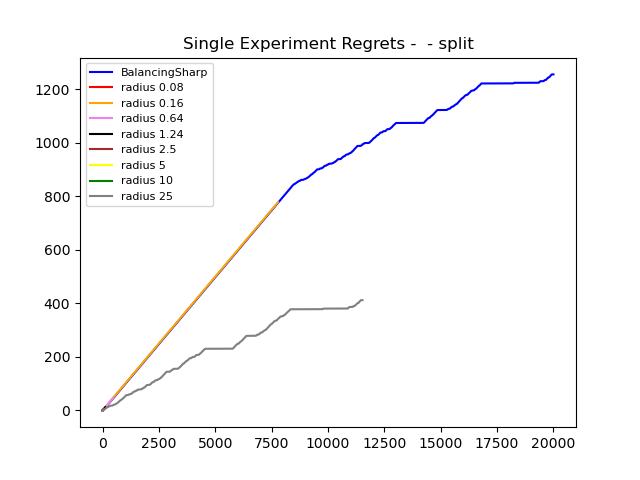 Single Experiment Regrets -  - split
BalancingSharp
radius 0.08
radius 0.16
radius 0.64
radius 1.24
radius 2.5
radius 5
radius 10
radius 25
1200
1000
800
600
400
200
0
0 2500 5000 7500 10000 12500 15000 17500 20000